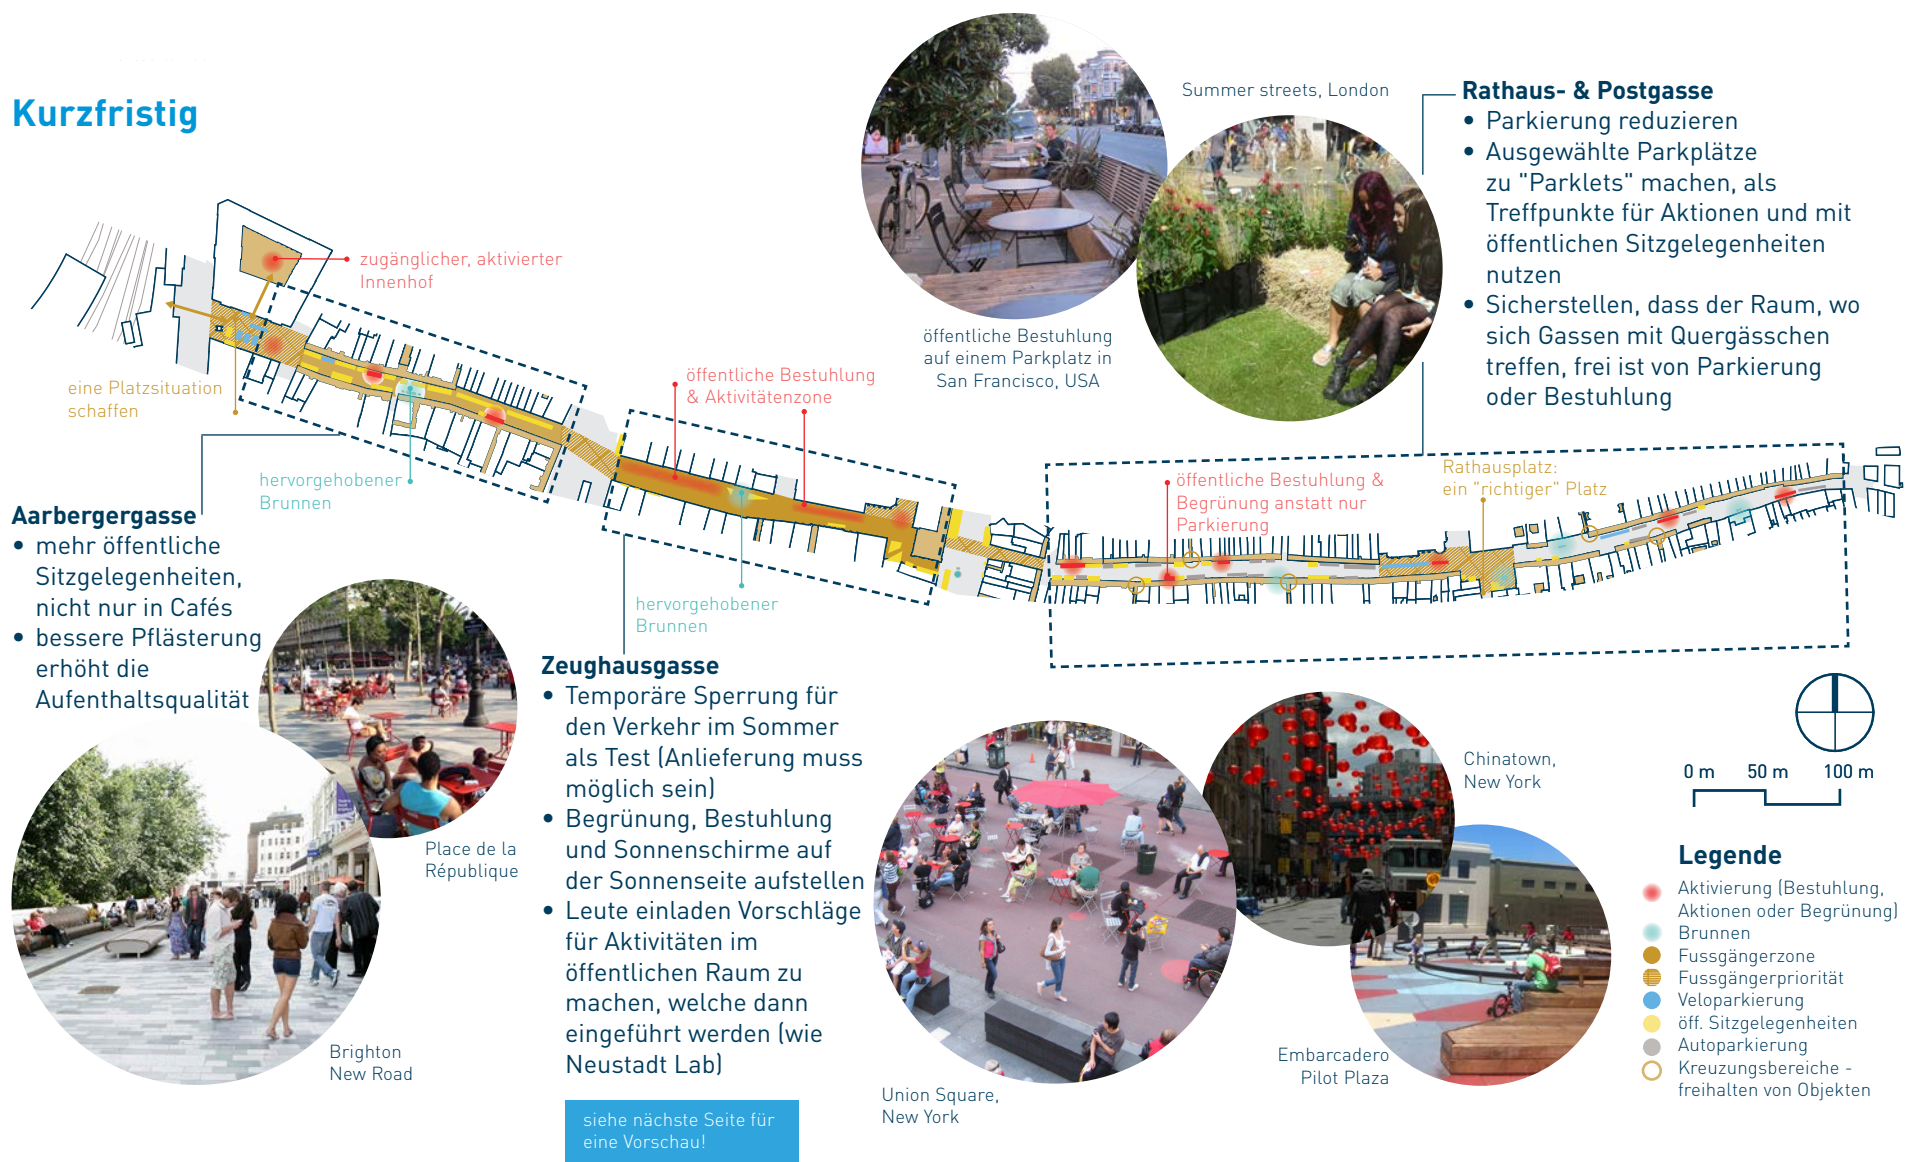 Kurzfristig
zugänglicher, aktivierter
Innenhof
eine Platzsituation
schaffen
hervorgehobener
Brunnen
Aarbergergasse
• mehr öffentliche
Sitzgelegenheiten,
nicht nur in Cafés
• bessere Pflästerung
erhöht die
Aufenthaltsqualität
Place de la
République
Brighton
New Road
öffentliche Bestuhlung
& Aktivitätenzone
hervorgehobener
Brunnen
Zeughausgasse
• Temporäre Sperrung für
den Verkehr im Sommer
als Test (Anlieferung muss
möglich sein)
• Begrünung, Bestuhlung
und Sonnenschirme auf
der Sonnenseite aufstellen
• Leute einladen Vorschläge
für Aktivitäten im
öffentlichen Raum zu
machen, welche dann
eingeführt werden (wie
Neustadt Lab)
siehe nächste Seite für
eine Vorschau!
öffentliche Bestuhlung
auf einem Parkplatz in
San Francisco, USA
Summer streets, London
Rathaus- & Postgasse
• Parkierung reduzieren
• Ausgewählte Parkplätze
zu "Parklets" machen, als
Treffpunkte für Aktionen und mit
öffentlichen Sitzgelegenheiten
nutzen
• Sicherstellen, dass der Raum, wo
sich Gassen mit Quergässchen
treffen, frei ist von Parkierung
oder Bestuhlung
öffentliche Bestuhlung &
Begrünung anstatt nur
Parkierung
Rathausplatz:
ein "richtiger" Platz
Union Square,
New York
Chinatown,
New York
Embarcadero
Pilot Plaza
0 m 50 m 100 m
Legende
Aktivierung (Bestuhlung,
Aktionen oder Begrünung)
Brunnen
Fussgängerzone
Fussgängerpriorität
Veloparkierung
öff. Sitzgelegenheiten
Autoparkierung
Kreuzungsbereiche -
freihalten von Objekten